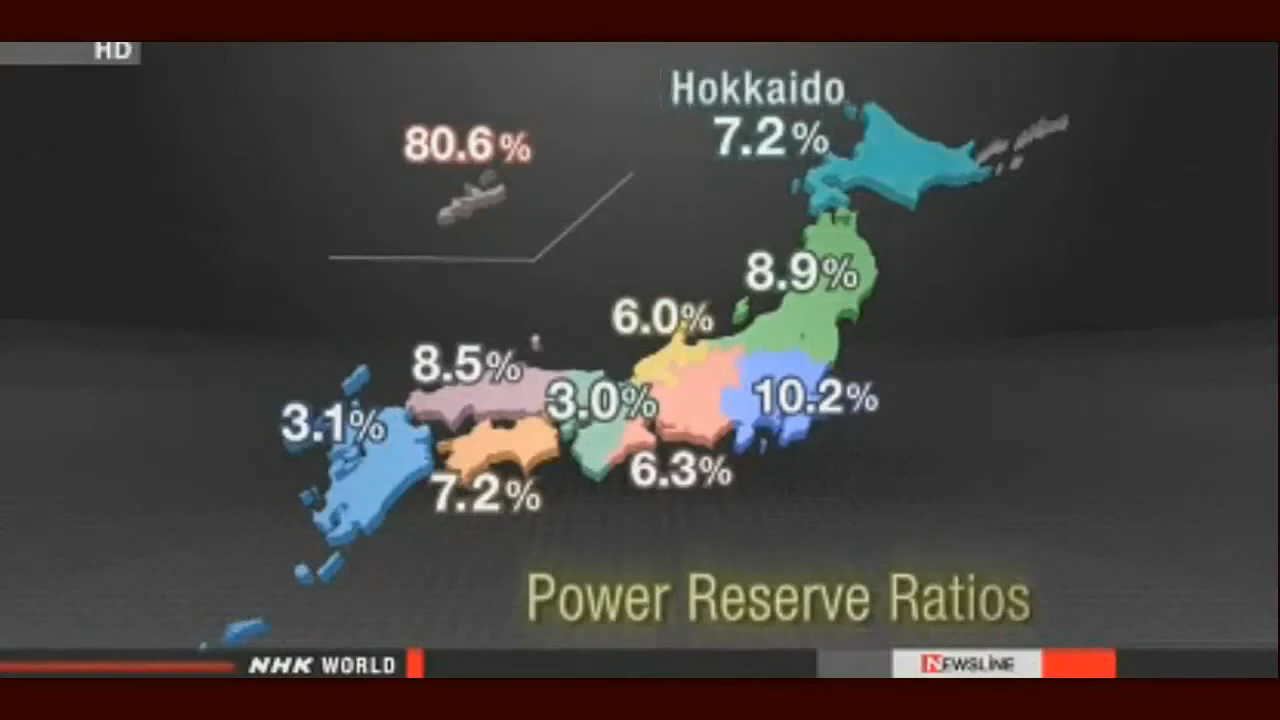 HD
Hokkaido
7.2%
80.6%
8.9%
6.0%
8.5%
3.0%
10.2%
3.1%
6.3%
7.2%
Power Reserve Ratios
NHK WORLD
NEWSLINE